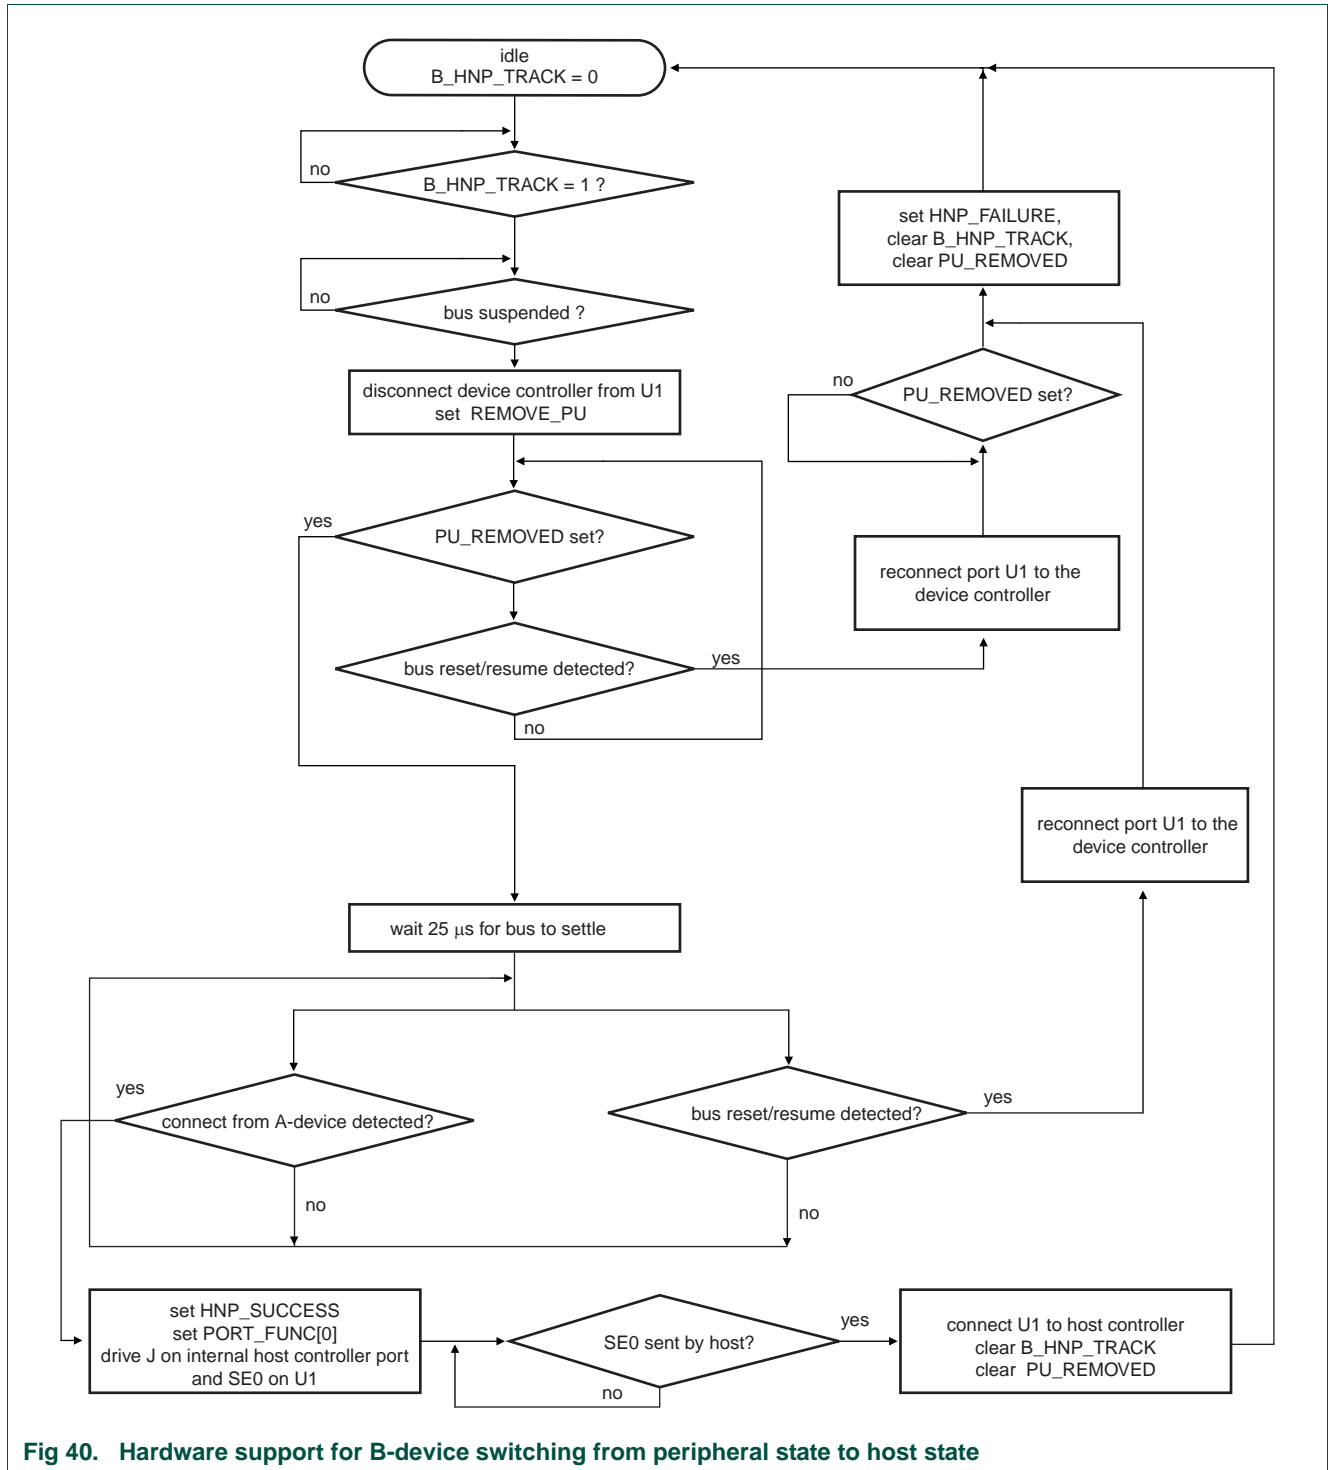 idle
B_HNP_TRACK = 0
no
B_HNP_TRACK = 1 ?
set HNP_FAILURE,
clear B_HNP_TRACK,
clear PU_REMOVED
no
bus suspended ?
disconnect device controller from U1
set REMOVE_PU
no
PU_REMOVED set?
yes
PU_REMOVED set?
reconnect port U1 to the
device controller
bus reset/resume detected?
yes
no
reconnect port U1 to the
device controller
wait 25 μs for bus to settle
yes
connect from A-device detected?
no
bus reset/resume detected?
yes
no
set HNP_SUCCESS
set PORT_FUNC[0]
drive J on internal host controller port
and SE0 on U1
SE0 sent by host?
yes
no
connect U1 to host controller
clear B_HNP_TRACK
clear PU_REMOVED
Fig 40. Hardware support for B-device switching from peripheral state to host state